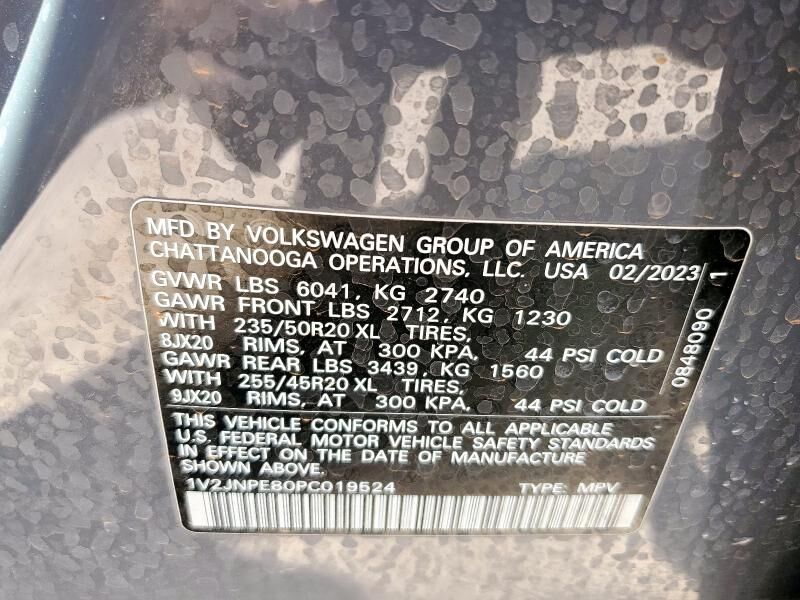 MFD BY VOLKSWAGEN GROUP OF AMERICA
CHATTANOOGA OPERATIONS, LLC. USA 02/2023
GVWR LBS 6041, KG 2740
GAWR FRONT LBS 2712, KG 1230
WITH 235/50R20 XL TIRES,
8JX20 RIMS, AT 300 KPA, 44 PSI COLD
GAWR REAR LBS 3439, KG 1560
WITH 255/45R20 XL TIRES,
9JX20 RIMS, AT 300 KPA, 44 PSI COLD
THIS VEHICLE CONFORMS TO ALL APPLICABLE
U.S. FEDERAL MOTOR VEHICLE SAFETY STANDARDS
IN EFFECT ON THE DATE OF MANUFACTURE
SHOWN ABOVE.
1V2JNPE80PC019524 TYPE: MPV
0848090 1